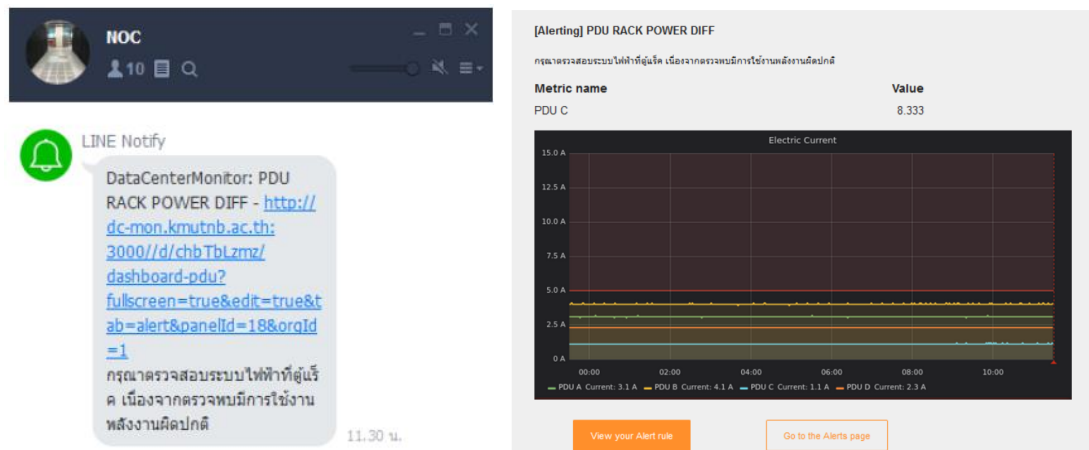 NOC
10
LINE Notify
DataCenterMonitor: PDU
RACK POWER DIFF - http://
dc-mon.kmutnb.ac.th:
3000//d/chbTbLzmz/
dashboard-pdu?
fullscreen=true&edit=true&t
ab=alert&panelId=18&orgId
=1
กรุณาตรวจสอบระบบไฟฟ้าที่ตู้แร็
ค เนื่องจากตรวจพบมีการใช้งาน
พลังงานผิดปกติ
11.30 น.
[Alerting] PDU RACK POWER DIFF
กรุณาตรวจสอบระบบไฟฟ้าที่ตู้แร็ค เนื่องจากตรวจพบมีการใช้งานพลังงานผิดปกติ
Metric name Value
PDU C 8.333
Electric Current
15.0 A
12.5 A
10.0 A
7.5 A
5.0 A
2.5 A
0 A
00:00 02:00 04:00 06:00 08:00 10:00
PDU A Current: 3.1 A PDU B Current: 4.1 A PDU C Current: 1.1 A PDU D Current: 2.3 A
View your Alert rule Go to the Alerts page